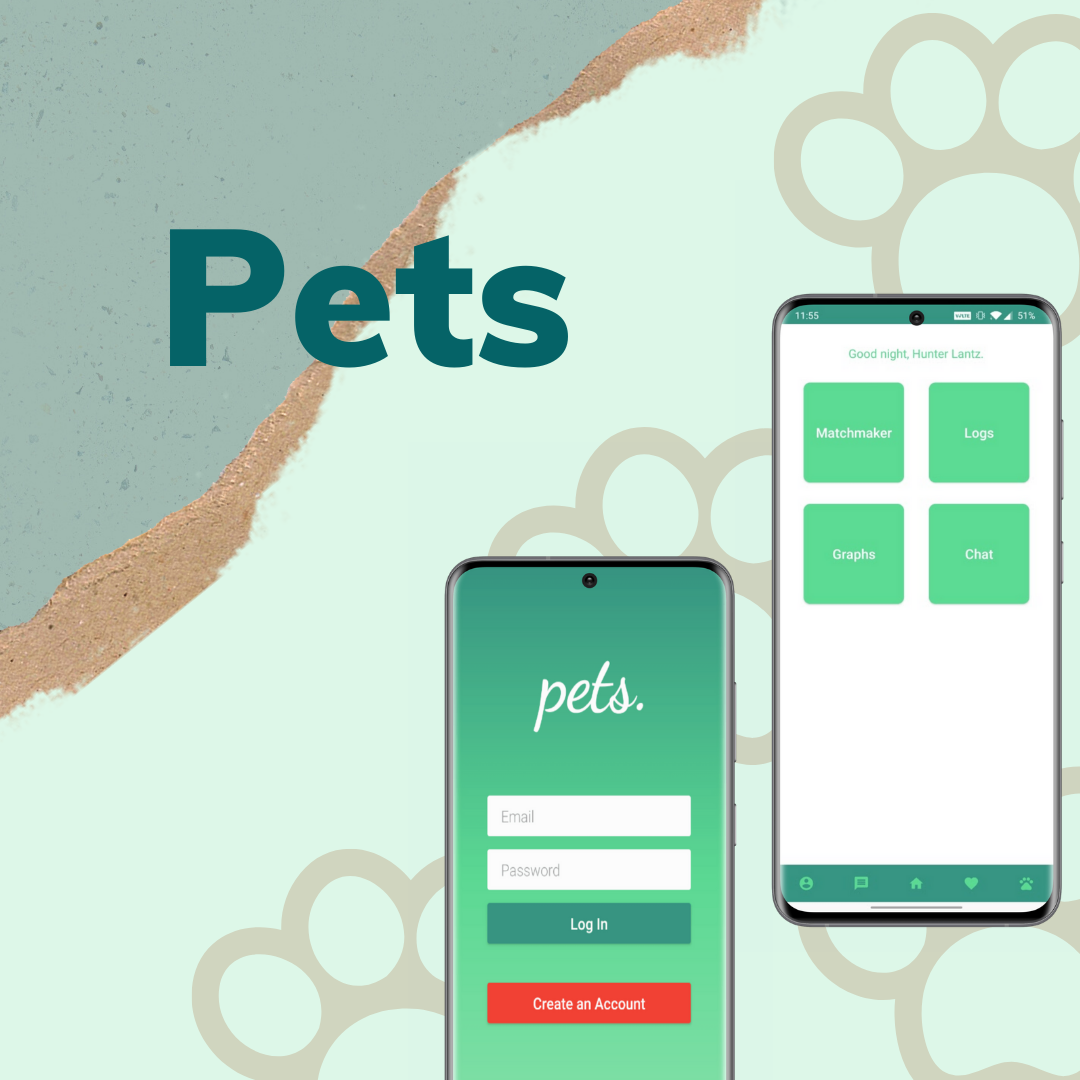 Pets
11:55
51%
Good night, Hunter Lantz.
Matchmaker
Logs
Graphs
Chat
pets.
Email
Password
Log In
Create an Account